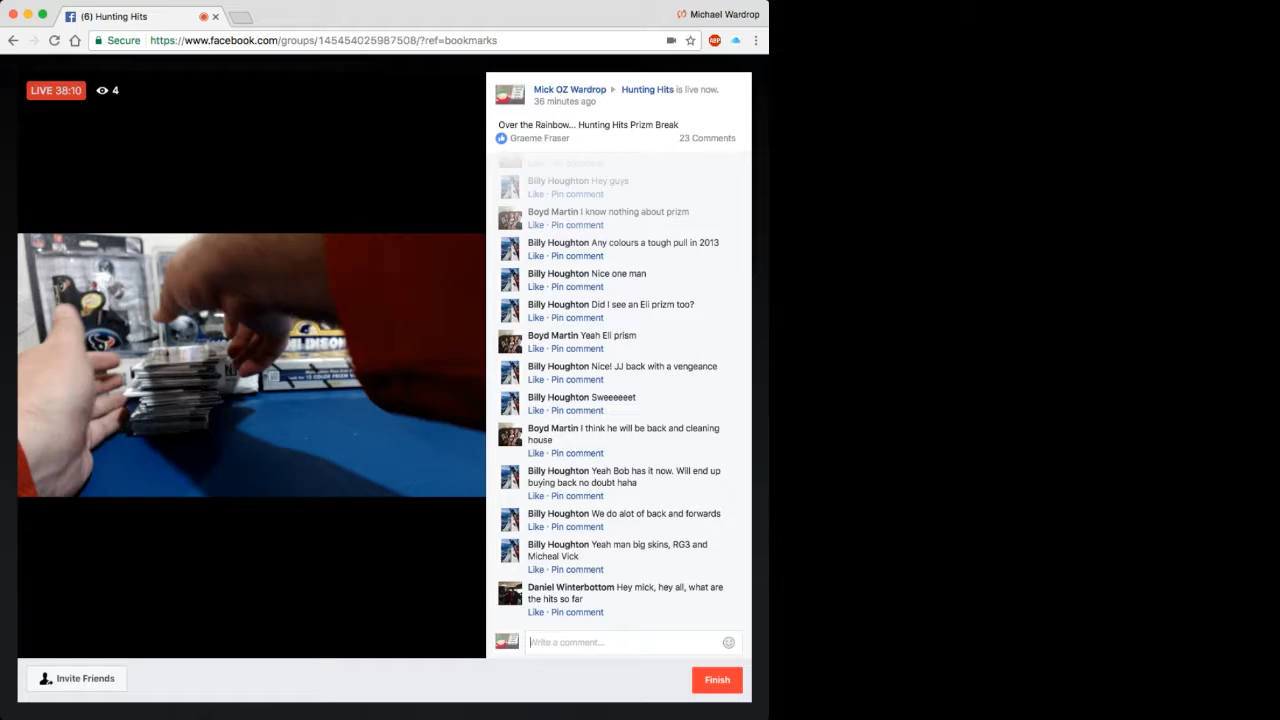 (6) Hunting Hits
Michael Wardrop
Secure
https://www.facebook.com/groups/145454025987508/?ref=bookmarks
ABP
LIVE 38:10
4
Mick OZ Wardrop
Hunting Hits is live now.
36 minutes ago
Over the Rainbow... Hunting Hits Prizm Break
Graeme Fraser
23 Comments
Like · Pin comment
Billy Houghton Hey guys
Like · Pin comment
Boyd Martin I know nothing about prizm
Like · Pin comment
Billy Houghton Any colours a tough pull in 2013
Like · Pin comment
Billy Houghton Nice one man
Like · Pin comment
Billy Houghton Did I see an Eli prizm too?
Like · Pin comment
Boyd Martin Yeah Eli prism
Like · Pin comment
Billy Houghton Nice! JJ back with a vengeance
Like · Pin comment
Billy Houghton Sweeeeeet
Like · Pin comment
Boyd Martin I think he will be back and cleaning
house
Like · Pin comment
Billy Houghton Yeah Bob has it now. Will end up
buying back no doubt haha
Like · Pin comment
Billy Houghton We do alot of back and forwards
Like · Pin comment
Billy Houghton Yeah man big skins, RG3 and
Micheal Vick
Like · Pin comment
Daniel Winterbottom Hey mick, hey all, what are
the hits so far
Like · Pin comment
Write a comment...
Invite Friends
Finish